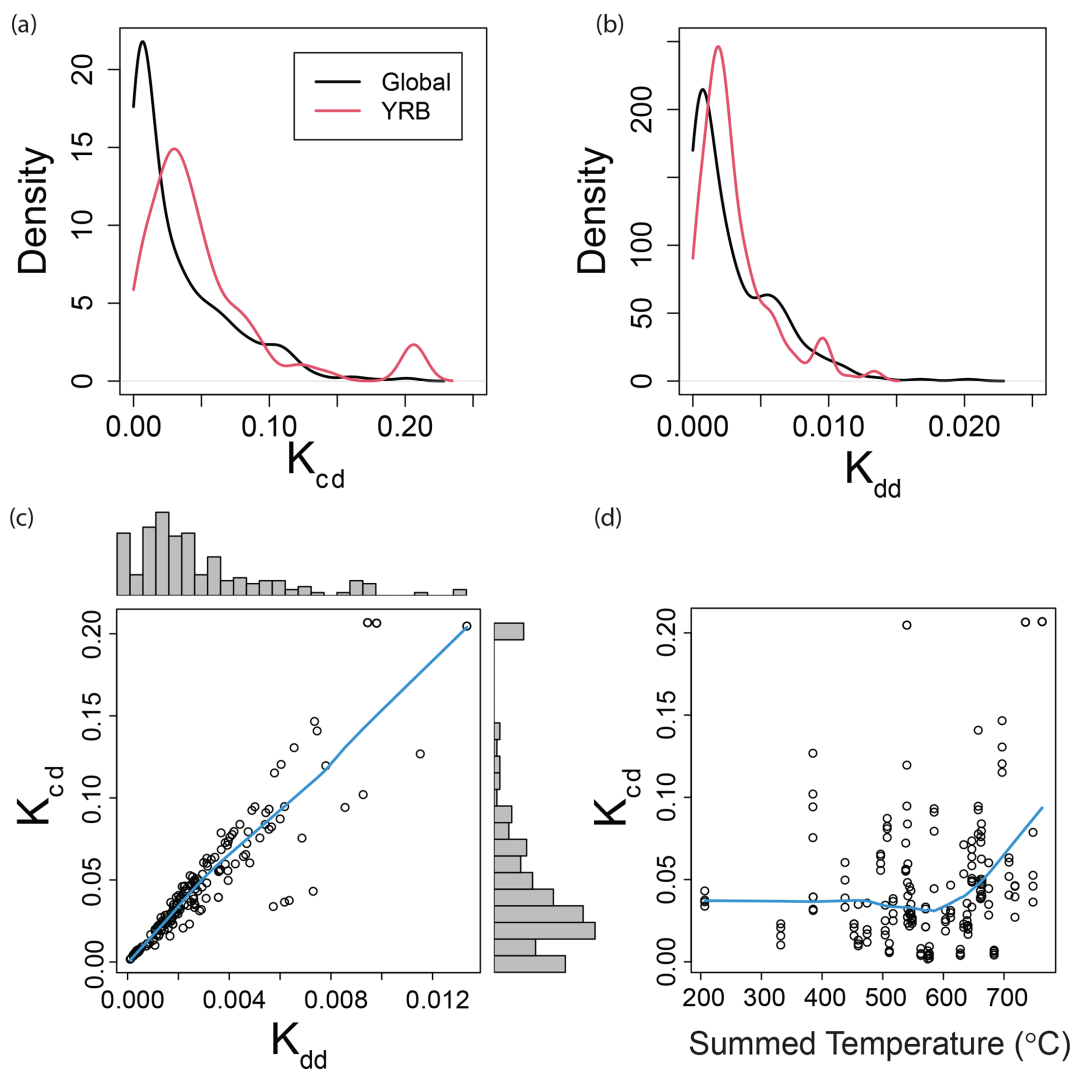 (a)
Density
0 5 10 15 20
Global
YRB
0.00 0.10 0.20
Kcd
(b)
Density
0 50 100 200
0.000 0.010 0.020
Kdd
(c)
Kcd
0.00 0.05 0.10 0.15 0.20
0.000 0.004 0.008 0.012
Kdd
(d)
Kcd
0.00 0.05 0.10 0.15 0.20
200 300 400 500 600 700
Summed Temperature (°C)